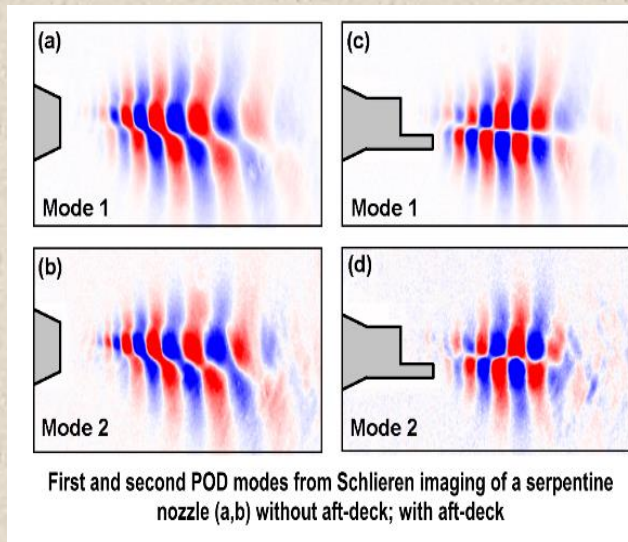 (a)
(c)
Mode 1
Mode 1
(b)
(d)
Mode 2
Mode 2
First and second POD modes from Schlieren imaging of a serpentine
nozzle (a,b) without aft-deck; with aft-deck